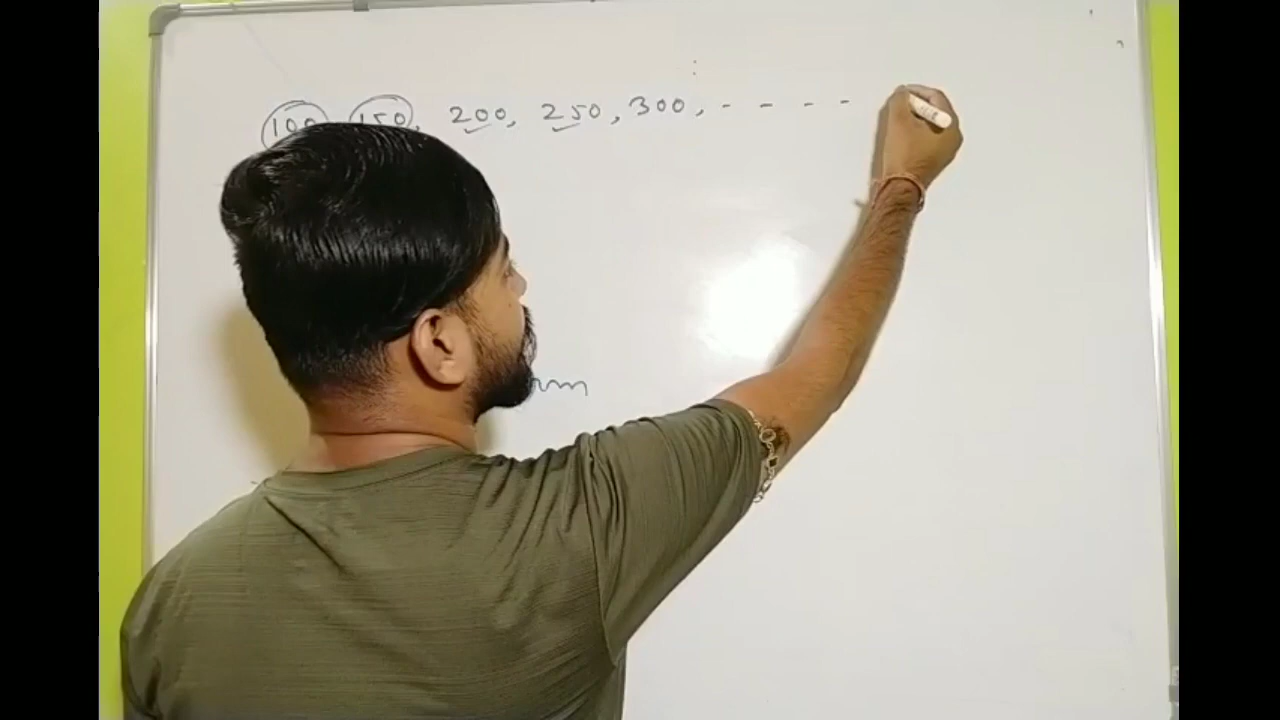 100, 150, 200, 250, 300, - - - -